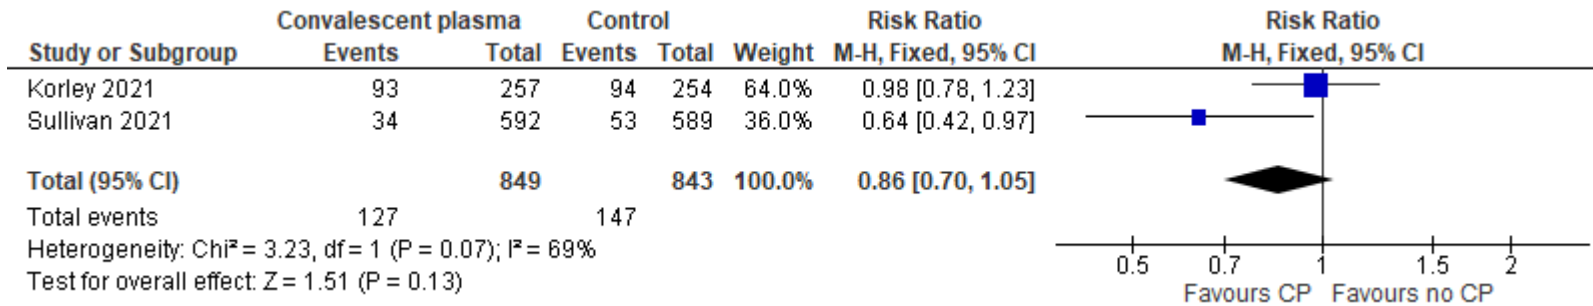 Convalescent plasma Control Risk Ratio Risk Ratio
Study or Subgroup Events Total Events Total Weight M-H, Fixed, 95% CI M-H, Fixed, 95% CI
Korley 2021 93 257 94 254 64.0% 0.98 [0.78, 1.23]
Sullivan 2021 34 592 53 589 36.0% 0.64 [0.42, 0.97]
Total (95% CI) 849 843 100.0% 0.86 [0.70, 1.05]
Total events 127 147
Heterogeneity: Chi² = 3.23, df = 1 (P = 0.07); I² = 69%
Test for overall effect: Z = 1.51 (P = 0.13)
0.5 0.7 1 1.5 2
Favours CP Favours no CP